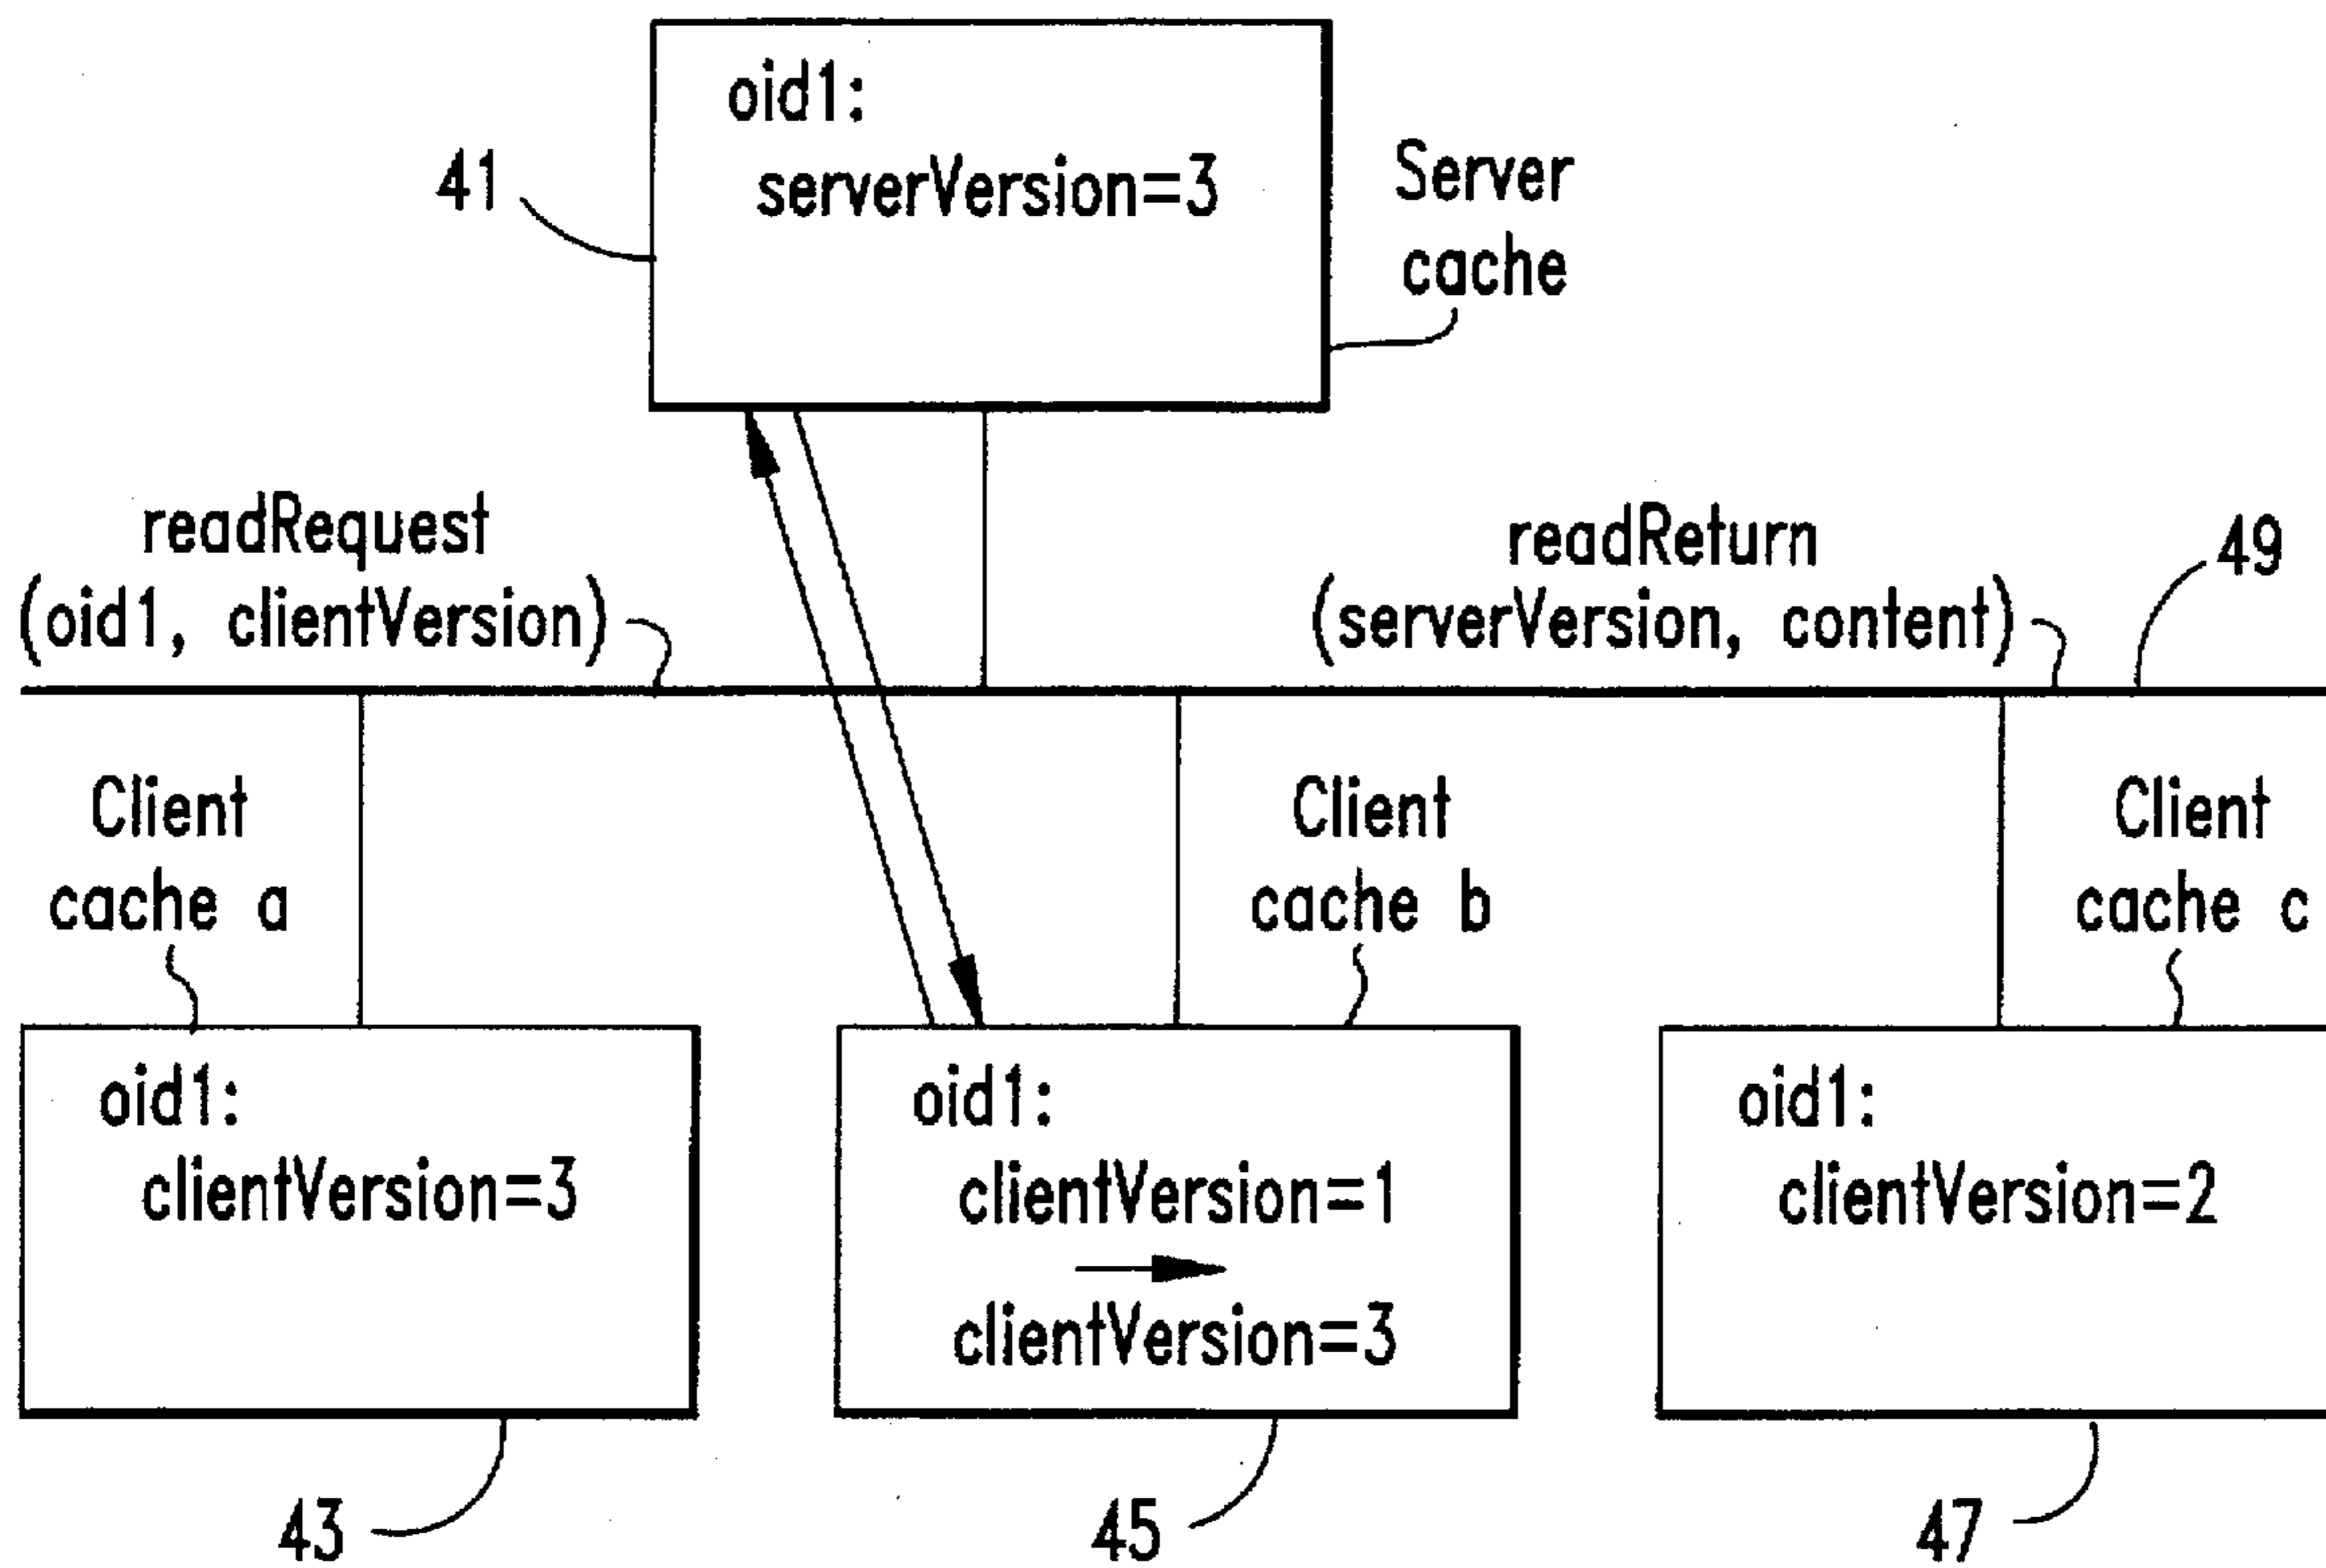 oid1:
serverVersion=3
41
Server
cache
readRequest
(oid1, clientVersion)
readReturn
(serverVersion, content)
49
Client
cache a
Client
cache b
Client
cache c
oid1:
clientVersion=3
oid1:
clientVersion=1
clientVersion=3
oid1:
clientVersion=2
43
45
47